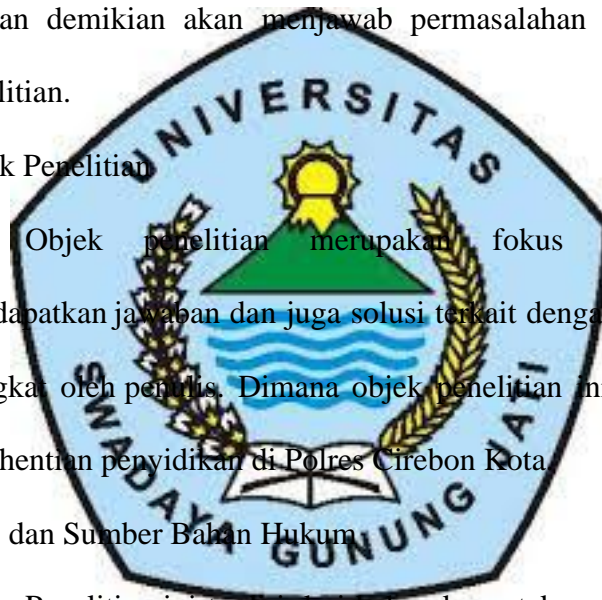 an demikian akan menjawab permasalahan
litian.
UNIVERSITAS
k Penelitian
Objek penelitian merupakan fokus
dapatkan jawaban dan juga solusi terkait denga
gkat oleh penulis. Dimana objek penelitian in
hentian penyidikan di Polres Cirebon Kota.
SWADAYA GUNUNG JATI
dan Sumber Bahan Hukum